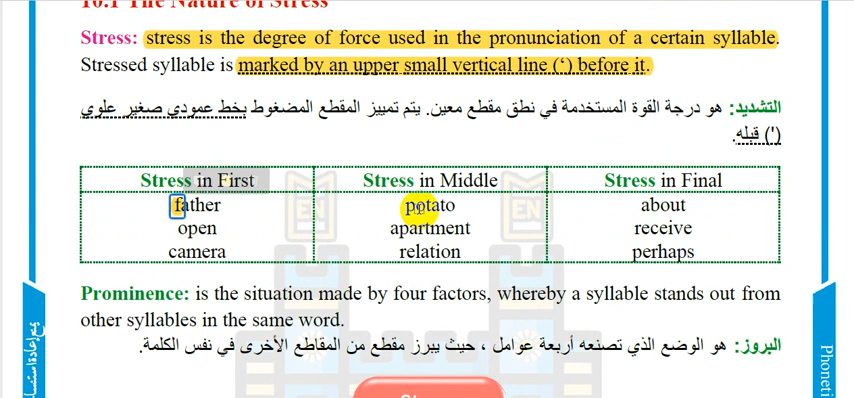 10.1 The Nature of Stress
Stress: stress is the degree of force used in the pronunciation of a certain syllable.
Stressed syllable is marked by an upper small vertical line (‘) before it.
التشديد: هو درجة القوة المستخدمة في نطق مقطع معين. يتم تمييز المقطع المضغوط بخط عمودي صغير علوي
(') قبله.
Stress in First Stress in Middle Stress in Final
father potato about
open apartment receive
camera relation perhaps
EN EN
Prominence: is the situation made by four factors, whereby a syllable stands out from
other syllables in the same word.
البروز: هو الوضع الذي تصنعه أربعة عوامل ، حيث يبرز مقطع من المقاطع الأخرى في نفس الكلمة.
Phoneti